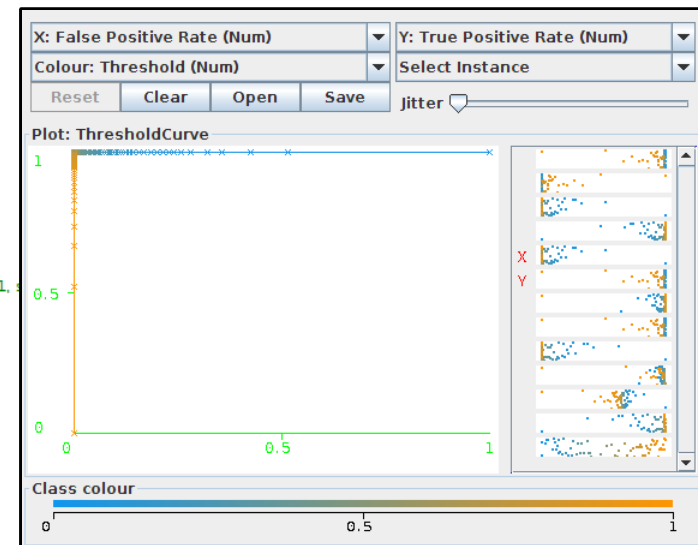 X: False Positive Rate (Num)
Y: True Positive Rate (Num)
Colour: Threshold (Num)
Select Instance
Reset
Clear
Open
Save
Jitter
Plot: ThresholdCurve
1
0.5
0
0
0.5
1
X
Y
Class colour
0
0.5
1